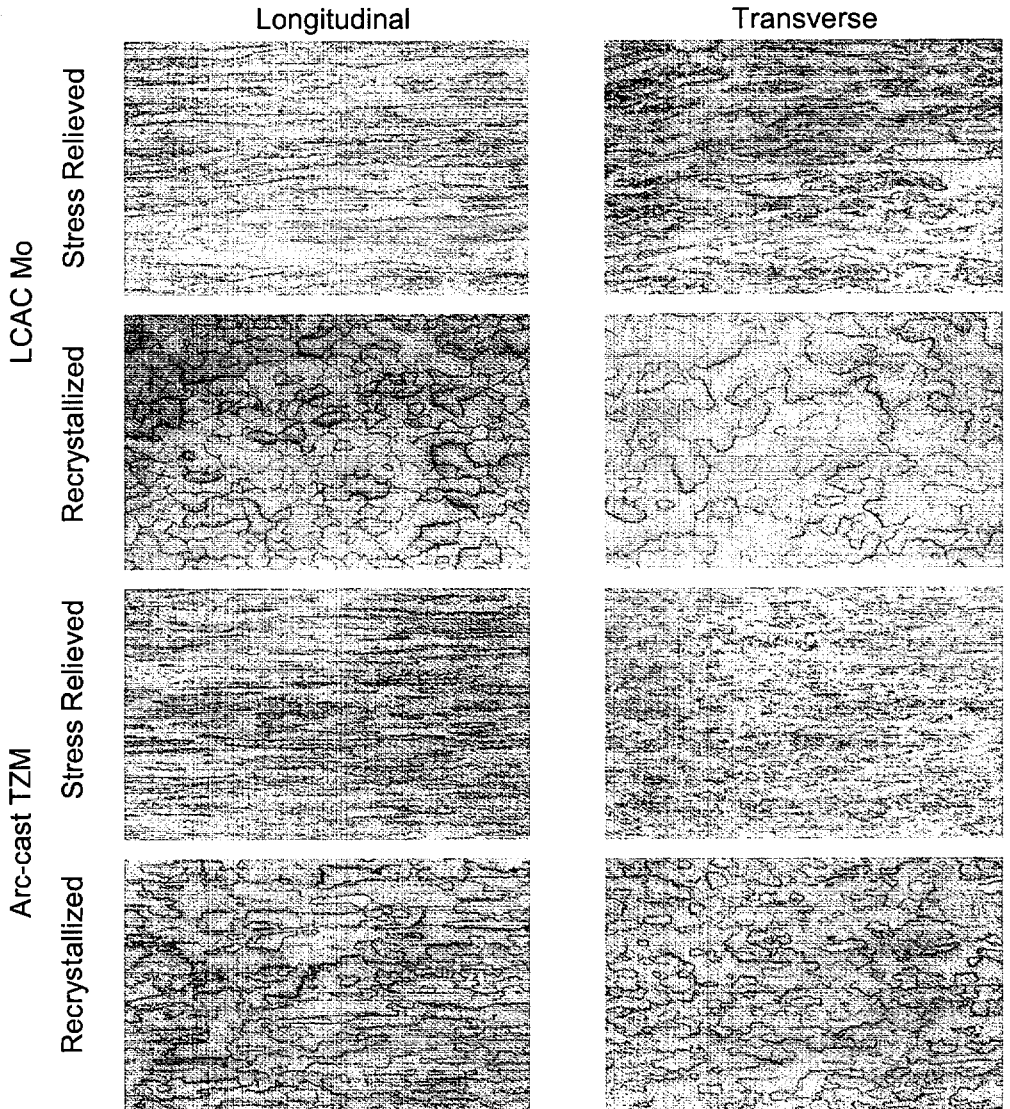 Longitudinal
Transverse
LCAC Mo
Stress Relieved
Recrystallized
Arc-cast TZM
Stress Relieved
Recrystallized